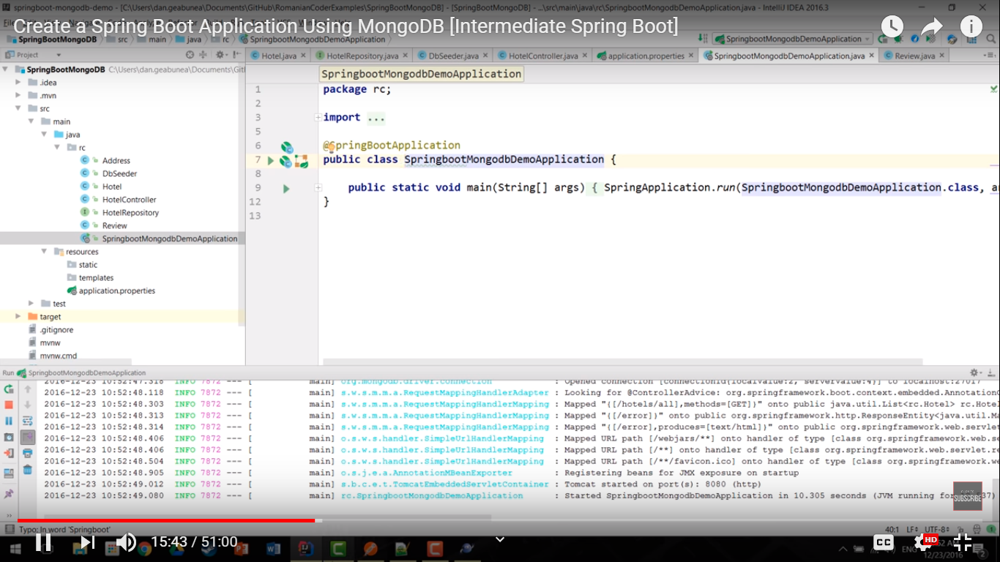 springboot-mongodb-demo - [C:\Users\dan.geabunea\Documents\GitHub\RomanianCoderExamples\SpringBootMongoDB] - [SpringBootMongoDB] - ...\src\main\java\rc\SpringbootMongodbDemoApplication.java - IntelliJ IDEA 2016.3
Create a Spring Boot Application Using MongoDB [Intermediate Spring Boot]
SpringBootMongoDB src main java rc SpringbootMongodbDemoApplication
SpringbootMongodbDemoApplication
Project
Hotel.java HotelRepository.java DbSeeder.java HotelController.java application.properties SpringbootMongodbDemoApplication.java Review.java
SpringBootMongoDB C:\Users\dan.geabunea\Documents\Git
.idea
.mvn
src
main
java
rc
Address
DbSeeder
Hotel
HotelController
HotelRepository
Review
SpringbootMongodbDemoApplication
resources
static
templates
application.properties
test
target
.gitignore
mvnw
mvnw.cmd
SpringbootMongodbDemoApplication
1 package rc;
2
3 import ...
5
6 @SpringBootApplication
7 public class SpringbootMongodbDemoApplication {
8
9 public static void main(String[] args) { SpringApplication.run(SpringbootMongodbDemoApplication.class, ar
12 }
13
Run SpringbootMongodbDemoApplication
2016-12-23 10:52:47.318 INFO 7872 --- [ main] org.mongodb.driver.connection : Opened connection [connectionId{localValue:2, serverValue:4}] to localhost:27017
2016-12-23 10:52:48.118 INFO 7872 --- [ main] s.w.s.m.m.a.RequestMappingHandlerAdapter : Looking for @ControllerAdvice: org.springframework.boot.context.embedded.AnnotationC
2016-12-23 10:52:48.303 INFO 7872 --- [ main] s.w.s.m.m.a.RequestMappingHandlerMapping : Mapped "{[/hotels/all],methods=[GET]}" onto public java.util.List<rc.Hotel> rc.Hotel
2016-12-23 10:52:48.313 INFO 7872 --- [ main] s.w.s.m.m.a.RequestMappingHandlerMapping : Mapped "{[/error]}" onto public org.springframework.http.ResponseEntity<java.util.Ma
2016-12-23 10:52:48.314 INFO 7872 --- [ main] s.w.s.m.m.a.RequestMappingHandlerMapping : Mapped "{[/error],produces=[text/html]}" onto public org.springframework.web.servlet
2016-12-23 10:52:48.406 INFO 7872 --- [ main] o.s.w.s.handler.SimpleUrlHandlerMapping : Mapped URL path [/webjars/**] onto handler of type [class org.springframework.web.se
2016-12-23 10:52:48.406 INFO 7872 --- [ main] o.s.w.s.handler.SimpleUrlHandlerMapping : Mapped URL path [/**] onto handler of type [class org.springframework.web.servlet.re
2016-12-23 10:52:48.504 INFO 7872 --- [ main] o.s.w.s.handler.SimpleUrlHandlerMapping : Mapped URL path [/**/favicon.ico] onto handler of type [class org.springframework.we
2016-12-23 10:52:48.905 INFO 7872 --- [ main] o.s.j.e.a.AnnotationMBeanExporter : Registering beans for JMX exposure on startup
2016-12-23 10:52:49.012 INFO 7872 --- [ main] s.b.c.e.t.TomcatEmbeddedServletContainer : Tomcat started on port(s): 8080 (http)
2016-12-23 10:52:49.080 INFO 7872 --- [ main] rc.SpringbootMongodbDemoApplication : Started SpringbootMongodbDemoApplication in 10.305 seconds (JVM running for 87)
SUBSCRIBE
Typo: In word 'Springboot' 40:1 LF UTF-8
15:43 / 51:00 CC HD
ENG
12/23/2016